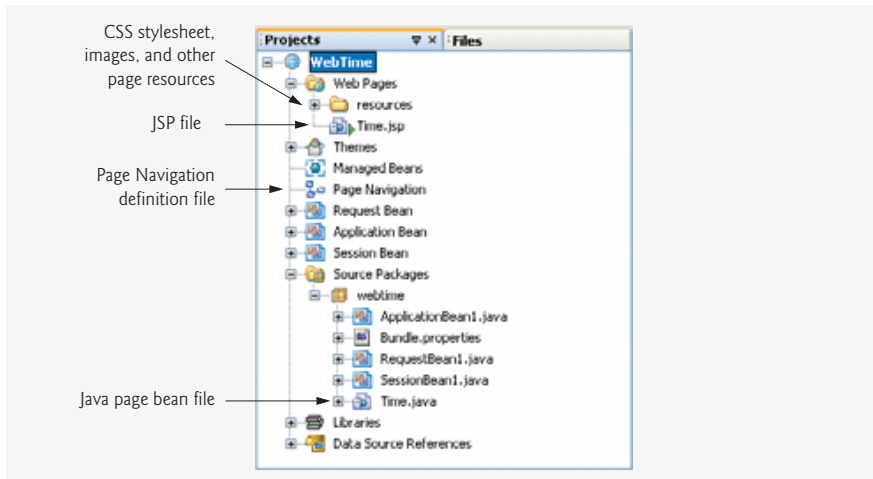 CSS stylesheet,
images, and other
page resources
JSP file
Page Navigation
definition file
Java page bean file
Projects
Files
WebTime
Web Pages
resources
Time.jsp
Themes
Managed Beans
Page Navigation
Request Bean
Application Bean
Session Bean
Source Packages
webtime
ApplicationBean1.java
Bundle.properties
RequestBean1.java
SessionBean1.java
Time.java
Libraries
Data Source References